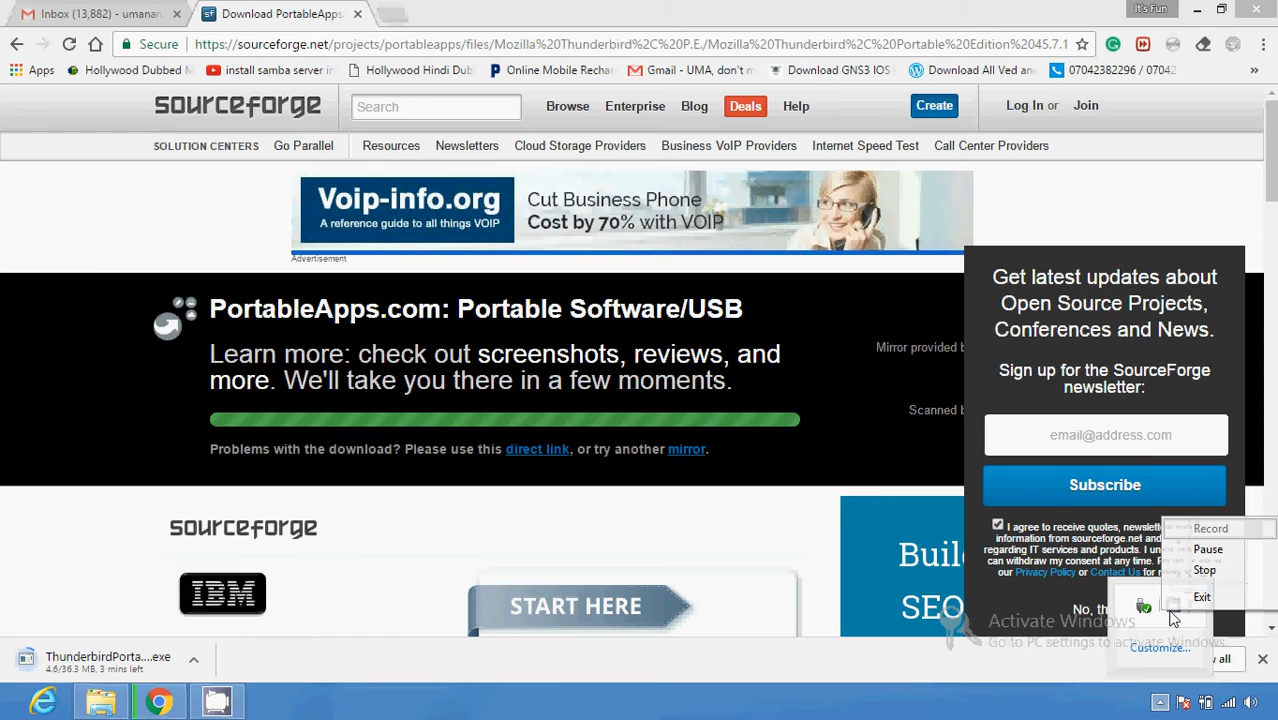 Inbox (13,882) - umanan
Download PortableApps.
It's Fun
Secure
https://sourceforge.net/projects/portableapps/files/Mozilla%20Thunderbird%2C%20P.E./Mozilla%20Thunderbird%2C%20Portable%20Edition%2045.7.1
Apps
Hollywood Dubbed M
install samba server in
Hollywood Hindi Dub
Online Mobile Rechar
Gmail - UMA, don't m
Download GNS3 IOS
Download All Ved an
07042382296 / 07042
»
sourceforge
Search
Browse
Enterprise
Blog
Deals
Help
Create
Log In or Join
SOLUTION CENTERS
Go Parallel
Resources
Newsletters
Cloud Storage Providers
Business VoIP Providers
Internet Speed Test
Call Center Providers
Voip-info.org
A reference guide to all things VOIP
Cut Business Phone
Cost by 70% with VOIP
Advertisement
PortableApps.com: Portable Software/USB
Learn more: check out screenshots, reviews, and
more. We'll take you there in a few moments.
Problems with the download? Please use this direct link, or try another mirror.
Mirror provided b
Scanned b
Get latest updates about
Open Source Projects,
Conferences and News.
Sign up for the SourceForge
newsletter:
email@address.com
Subscribe
I agree to receive quotes, newslette
information from sourceforge.net and
regarding IT services and products. I un
can withdraw my consent at any time.
our Privacy Policy or Contact Us for
No, th
Record
Pause
Stop
Exit
Customize...
sourceforge
IBM
START HERE
Buil
SEO
Activate Windows
Go to PC settings to activate Windows.
ThunderbirdPorta....exe
4.6/36.3 MB, 3 mins left
w all